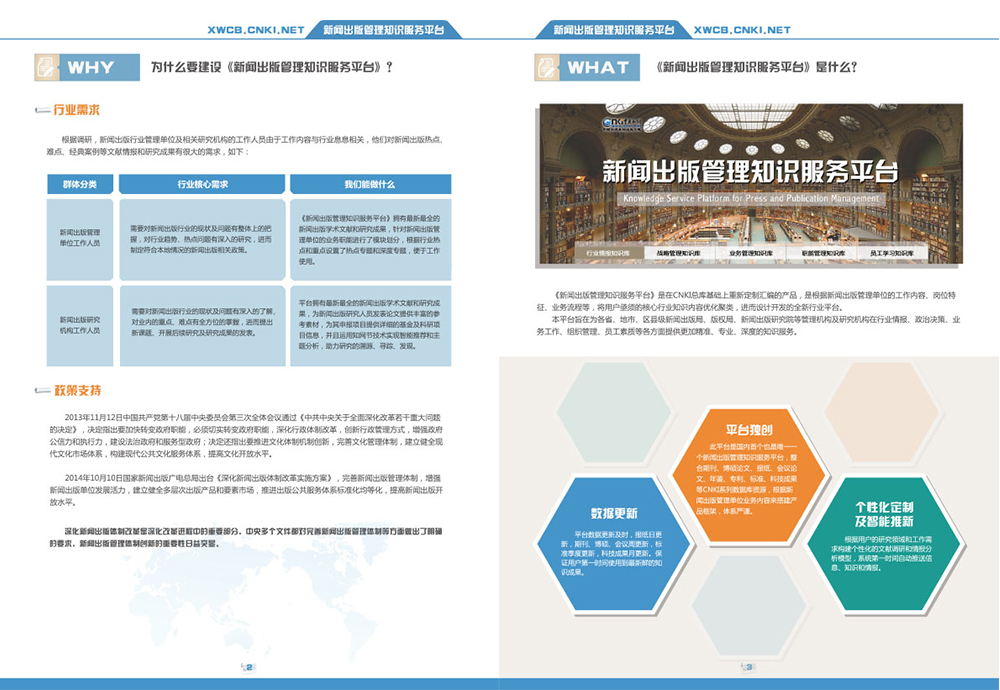 XWCB.CNKI.NET 新闻出版管理知识服务平台
WHY 为什么要建设《新闻出版管理知识服务平台》？
行业需求
根据调研，新闻出版行业管理单位及相关研究机构的工作人员由于工作内容与行业息息相关，他们对新闻出版热点、
难点、经典案例等文献情报和研究成果有很大的需求，如下：
群体分类 行业核心需求 我们能做什么
新闻出版管理
单位工作人员
需要对新闻出版行业的现状及问题有整体上的把
握，对行业趋势、热点问题有深入的研究，进而
制定符合本地情况的新闻出版相关政策。
《新闻出版管理知识服务平台》拥有最新最全的
新闻出版学术文献和研究成果，针对新闻出版管
理单位的业务职能进行了模块划分，根据行业热
点和重点设置了热点专题和深度专题，便于工作
使用。
新闻出版研究
机构工作人员
需要对新闻出版行业的现状及问题有深入的了解，
对业内的重点、难点有全方位的掌握，进而提出
新课题、开展后续研究及研究成果的发表。
平台拥有最新最全的新闻出版学术文献和研究成
果，为新闻出版研究人员发表论文提供丰富的参
考素材，为其申报项目提供详细的基金及科研项
目信息，并且运用知网节技术实现智能推荐和主
题分析，助力研究的溯源、寻踪、发现。
政策支持
2013年11月12日中国共产党第十八届中央委员会第三次全体会议通过《中共中央关于全面深化改革若干重大问题
的决定》，决定指出要加快转变政府职能，必须切实转变政府职能，深化行政体制改革，创新行政管理方式，增强政府
公信力和执行力，建设法治政府和服务型政府；决定还指出要推进文化体制机制创新，完善文化管理体制，建立健全现
代文化市场体系，构建现代公共文化服务体系，提高文化开放水平。
2014年10月10日国家新闻出版广电总局出台《深化新闻出版体制改革实施方案》，完善新闻出版管理体制，增强
新闻出版单位发展活力，建立健全多层次出版产品和要素市场，推进出版公共服务体系标准化均等化，提高新闻出版开
放水平。
深化新闻出版体制改革是深化改革进程中的重要部分，中央多个文件都对完善新闻出版管理体制等方面做出了明确
的要求，新闻出版管理体制创新的重要性日益突显。
2
新闻出版管理知识服务平台 XWCB.CNKI.NET
WHAT 《新闻出版管理知识服务平台》是什么？
新闻出版管理知识服务平台
Knowledge Service Platform for Press and Publication Management
行业情报知识库 战略管理知识库 业务管理知识库 职能管理知识库 员工学习知识库
《新闻出版管理知识服务平台》是在CNKI总库基础上重新定制汇编的产品，是根据新闻出版管理单位的工作内容、岗位特
征、业务流程等，将用户亟须的核心行业知识内容优化聚类，进而设计开发的全新行业平台。
本平台旨在为各省、地市、区县级新闻出版局、版权局、新闻出版研究院等管理机构及研究机构在行业情报、政治决策、业
务工作、组织管理、员工素质等各方面提供更加精准、专业、深度的知识服务。
平台独创
此平台是国内首个也是唯一一
个新闻出版管理知识服务平台，整
合期刊、博硕论文、报纸、会议论
文、年鉴、专利、标准、科技成果
等CNKI系列数据库资源，根据新
闻出版管理单位业务内容来搭建产
品框架，体系严谨。
数据更新
平台数据更新及时，报纸日更
新，期刊、博硕、会议周更新，标
准季度更新，科技成果月更新。保
证用户第一时间使用到最新鲜的知
识成果。
个性化定制
及智能推新
根据用户的研究领域和工作需
求构建个性化的文献调研和情报分
析模型，系统第一时间自动推送信
息、知识和情报。
3